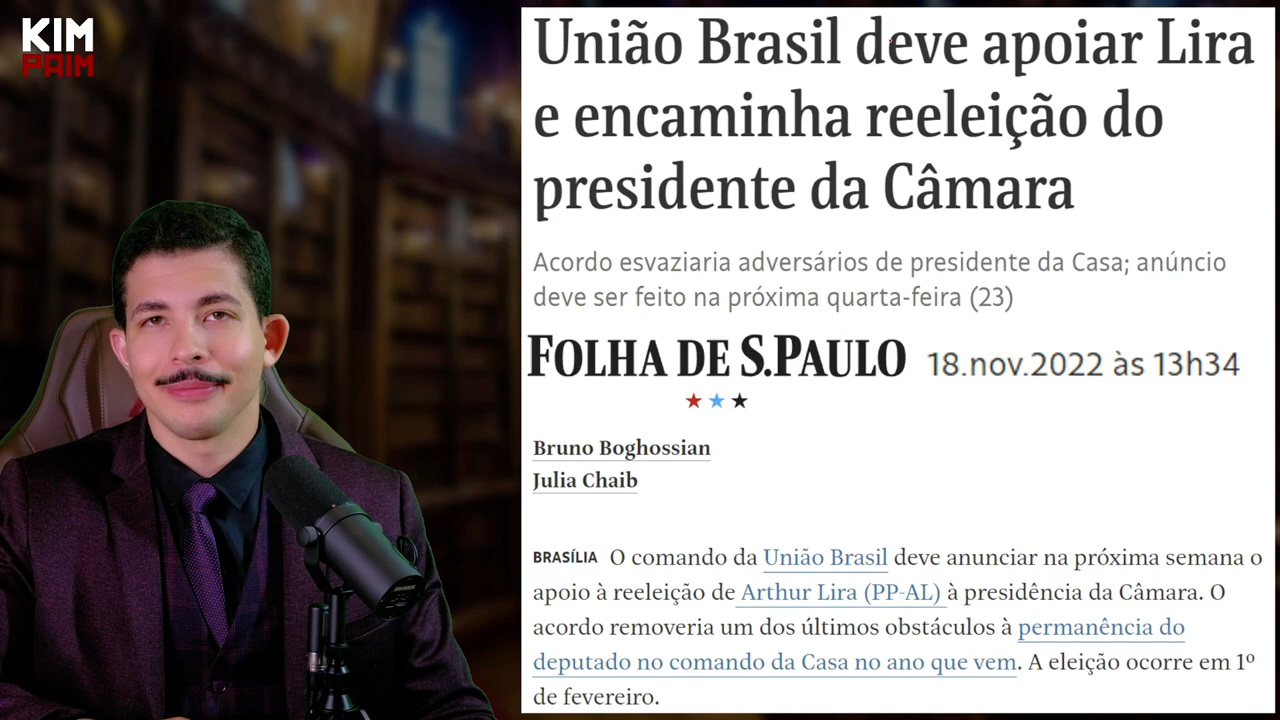 KIM
PAIM
União Brasil deve apoiar Lira
e encaminha reeleição do
presidente da Câmara
Acordo esvaziaria adversários de presidente da Casa; anúncio
deve ser feito na próxima quarta-feira (23)
FOLHA DE S.PAULO 18.nov.2022 às 13h34
Bruno Boghossian
Julia Chaib
BRASÍLIA O comando da União Brasil deve anunciar na próxima semana o
apoio à reeleição de Arthur Lira (PP-AL) à presidência da Câmara. O
acordo removeria um dos últimos obstáculos à permanência do
deputado no comando da Casa no ano que vem. A eleição ocorre em 1º
de fevereiro.